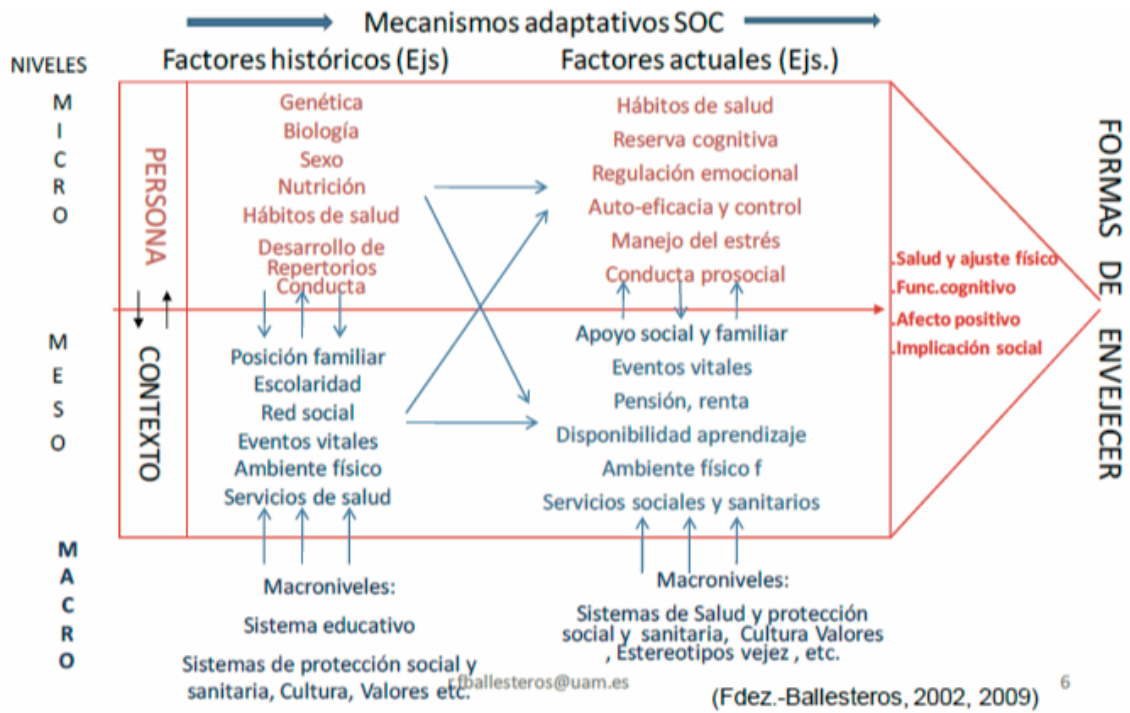 Mecanismos adaptativos SOC
NIVELES
Factores históricos (Ejs)
Factores actuales (Ejs.)
MICRO
PERSONA
Genética
Biología
Sexo
Nutrición
Hábitos de salud
Desarrollo de
Repertorios
Conducta
Hábitos de salud
Reserva cognitiva
Regulación emocional
Auto-eficacia y control
Manejo del estrés
Conducta prosocial
MESO
CONTEXTO
Posición familiar
Escolaridad
Red social
Eventos vitales
Ambiente físico
Servicios de salud
Apoyo social y familiar
Eventos vitales
Pensión, renta
Disponibilidad aprendizaje
Ambiente físico f
Servicios sociales y sanitarios
.Salud y ajuste físico
.Func.cognitivo
.Afecto positivo
.Implicación social
FORMAS DE ENVEJECER
MACRO
Macroniveles:
Sistema educativo
Sistemas de protección social y
sanitaria, Cultura, Valores etc.
Macroniveles:
Sistemas de Salud y protección
social y sanitaria, Cultura Valores
, Estereotipos vejez , etc.
rfballesteros@uam.es
6
(Fdez.-Ballesteros, 2002, 2009)